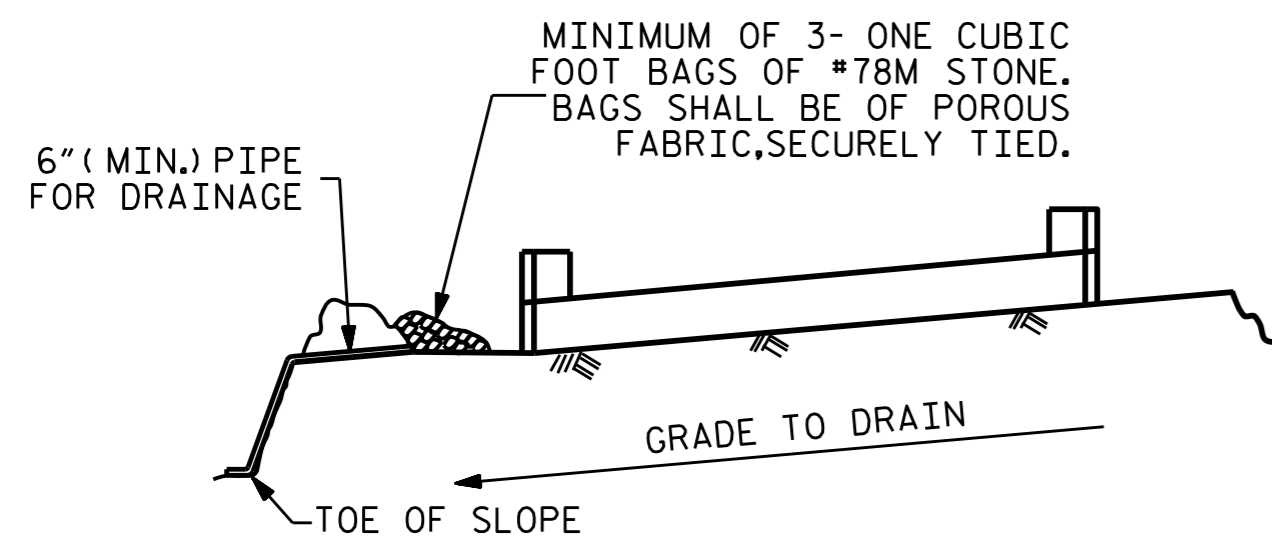 MINIMUM OF 3- ONE CUBIC
FOOT BAGS OF #78M STONE.
BAGS SHALL BE OF POROUS
FABRIC,SECURELY TIED.
6"(MIN.) PIPE
FOR DRAINAGE
GRADE TO DRAIN
TOE OF SLOPE